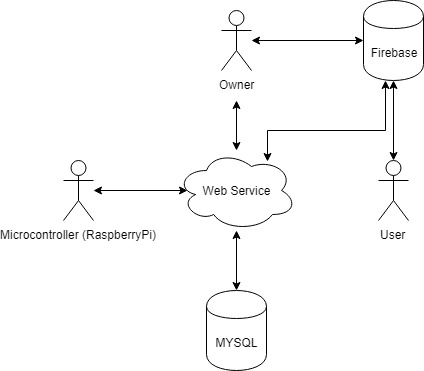 Firebase
Owner
Web Service
Microcontroller (RaspberryPi)
User
MYSQL